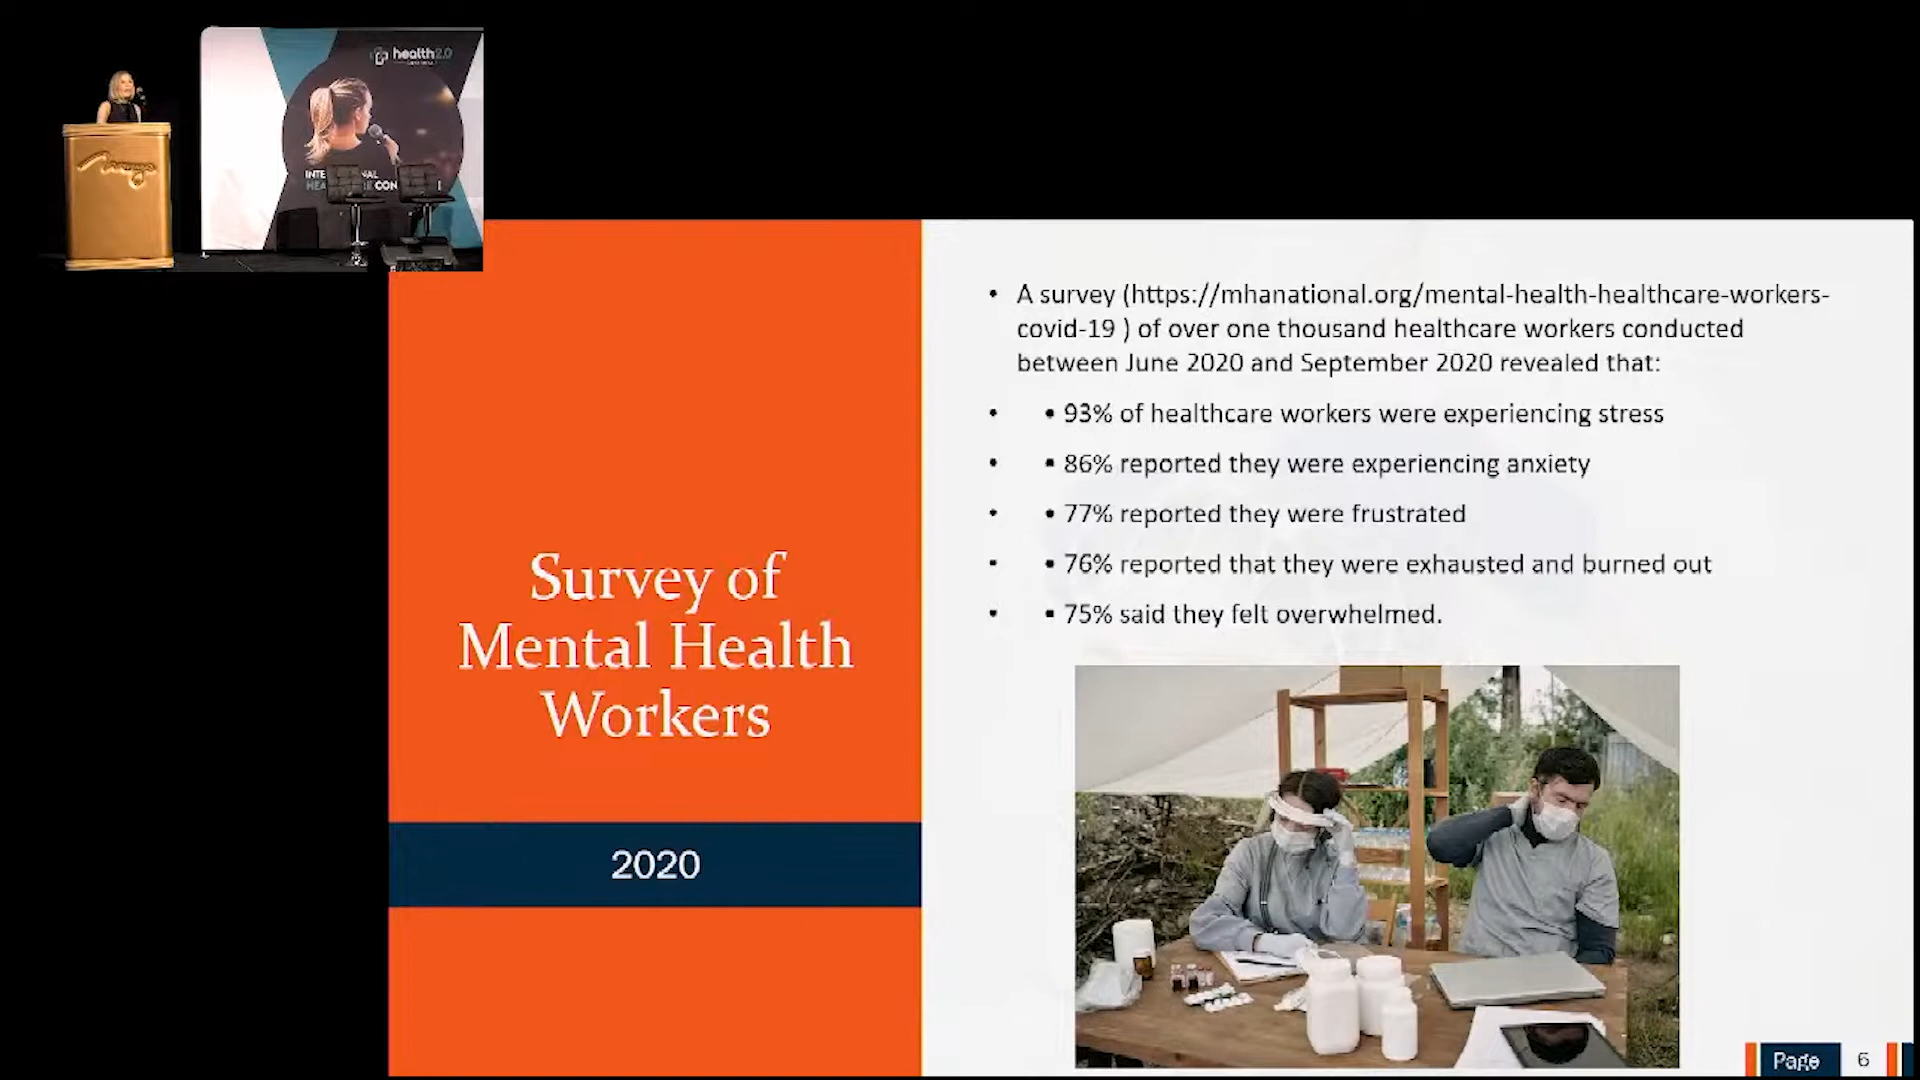 health2.0
Survey of
Mental Health
Workers
2020
• A survey (https://mhanational.org/mental-health-healthcare-workers-
covid-19 ) of over one thousand healthcare workers conducted
between June 2020 and September 2020 revealed that:
• • 93% of healthcare workers were experiencing stress
• • 86% reported they were experiencing anxiety
• • 77% reported they were frustrated
• • 76% reported that they were exhausted and burned out
• • 75% said they felt overwhelmed.
Page 6